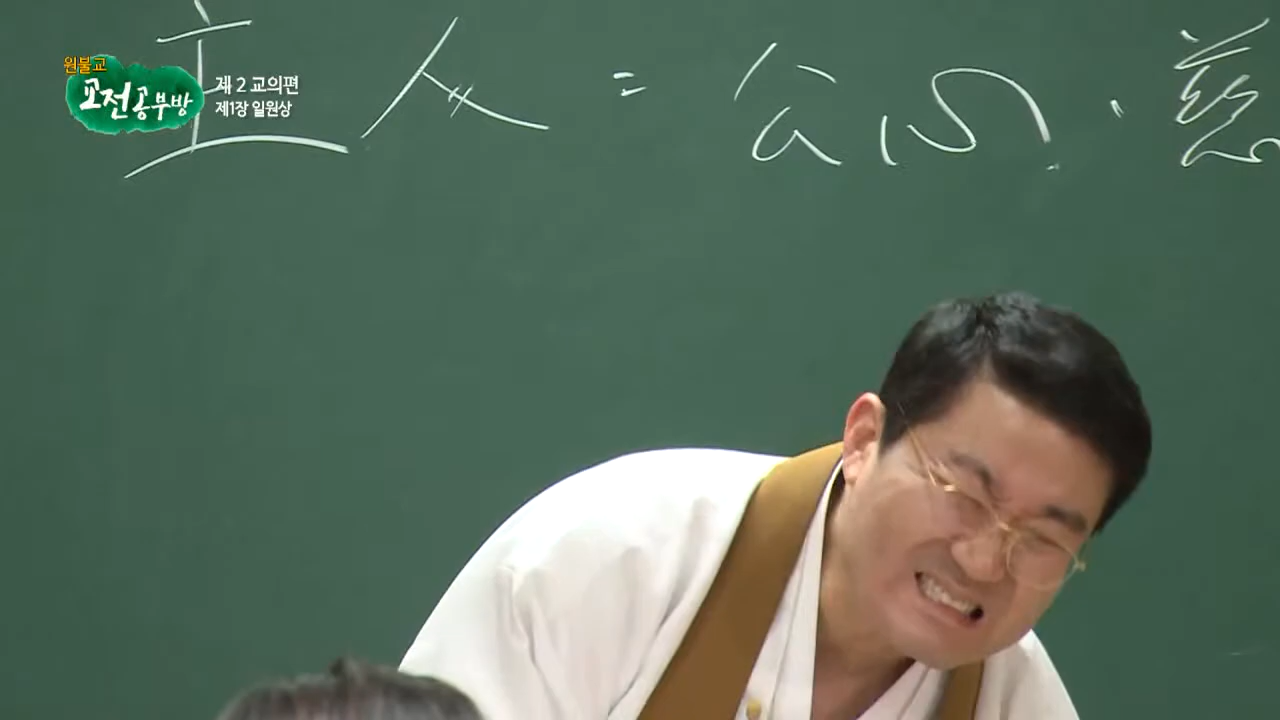 主人 = 公心. 慈
원불교
교전공부방
제 2 교의편
제1장 일원상